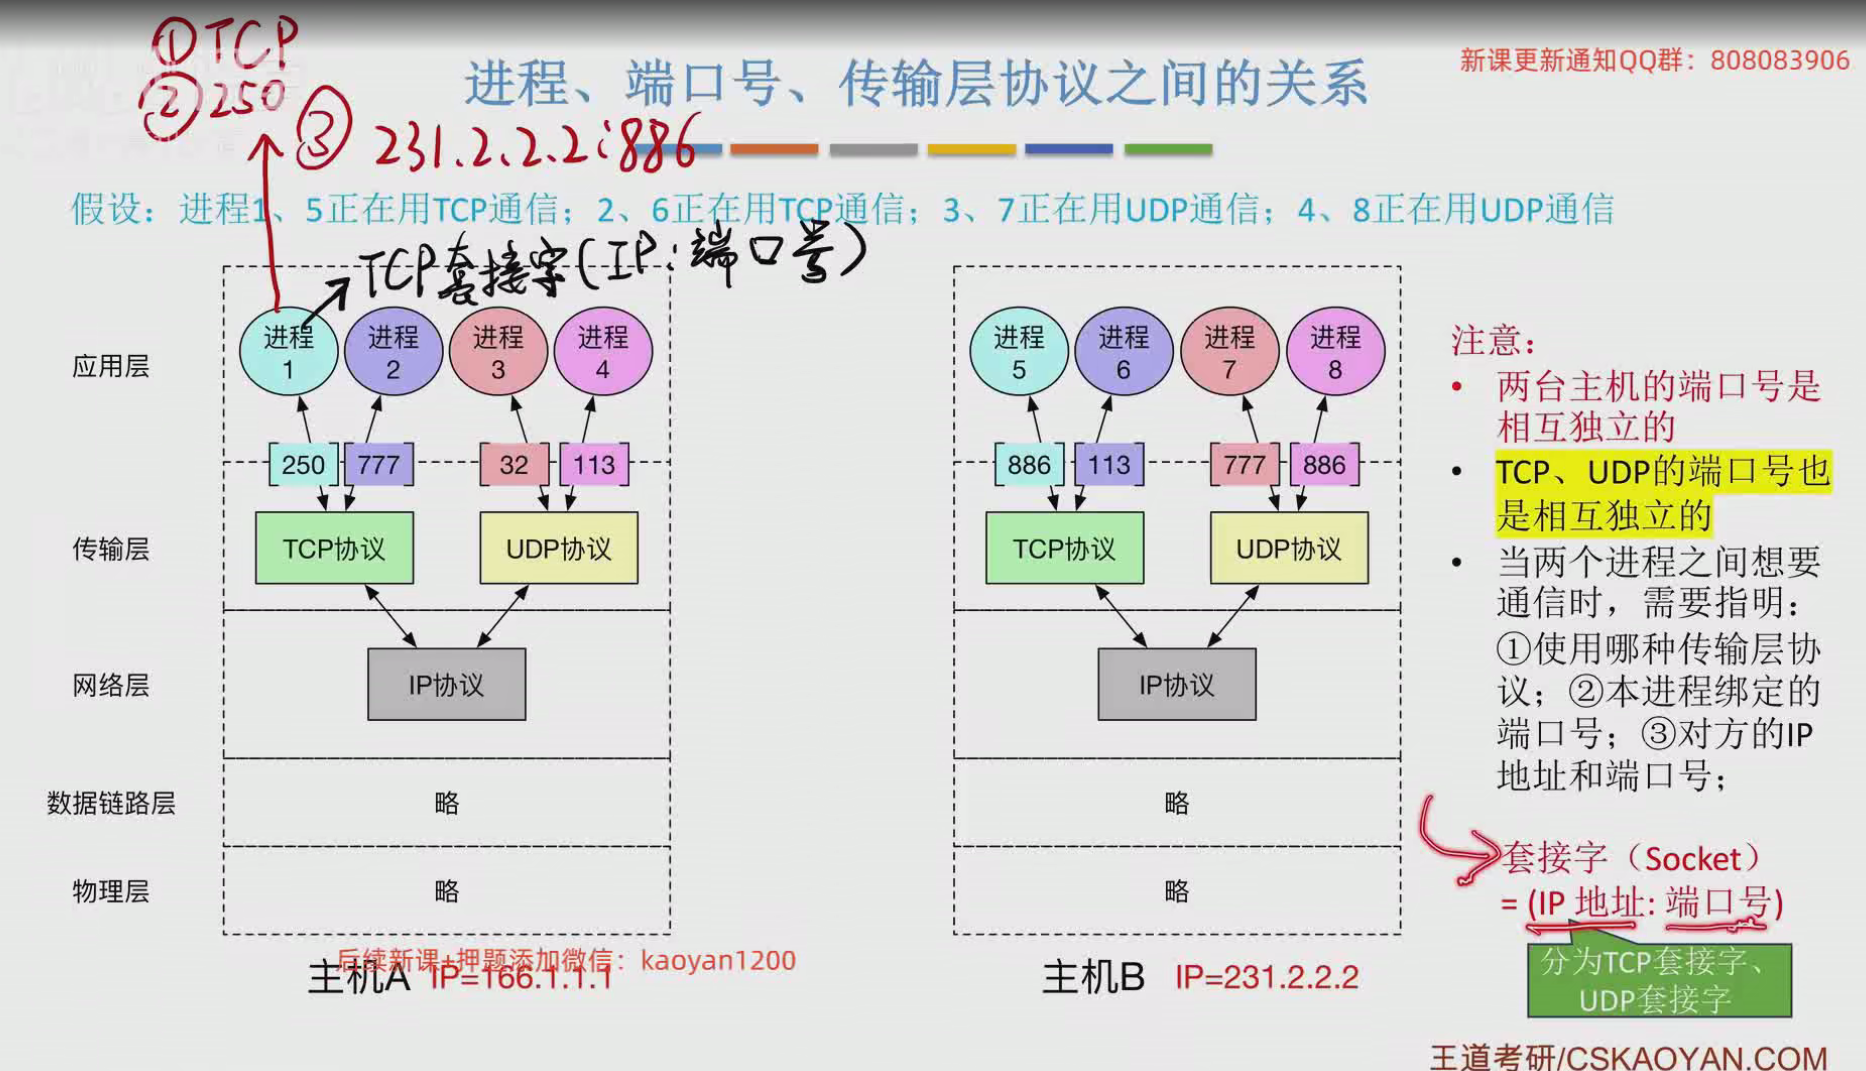 ①TCP
②250
③ 231.2.2.2:886
新课更新通知QQ群：808083906
进程、端口号、传输层协议之间的关系
假设：进程1、5正在用TCP通信；2、6正在用TCP通信；3、7正在用UDP通信；4、8正在用UDP通信
TCP套接字(IP:端口号)
应用层
进程1
进程2
进程3
进程4
250
777
32
113
传输层
TCP协议
UDP协议
网络层
IP协议
数据链路层
略
物理层
略
后续新课+押题添加微信：kaoyan1200
主机A IP=166.1.1.1
进程5
进程6
进程7
进程8
886
113
777
886
TCP协议
UDP协议
IP协议
略
略
主机B IP=231.2.2.2
注意：
• 两台主机的端口号是
相互独立的
• TCP、UDP的端口号也
是相互独立的
• 当两个进程之间想要
通信时，需要指明：
①使用哪种传输层协
议；②本进程绑定的
端口号；③对方的IP
地址和端口号；
套接字（Socket）
= (IP 地址: 端口号)
分为TCP套接字、
UDP套接字
王道考研/CSKAOYAN.COM